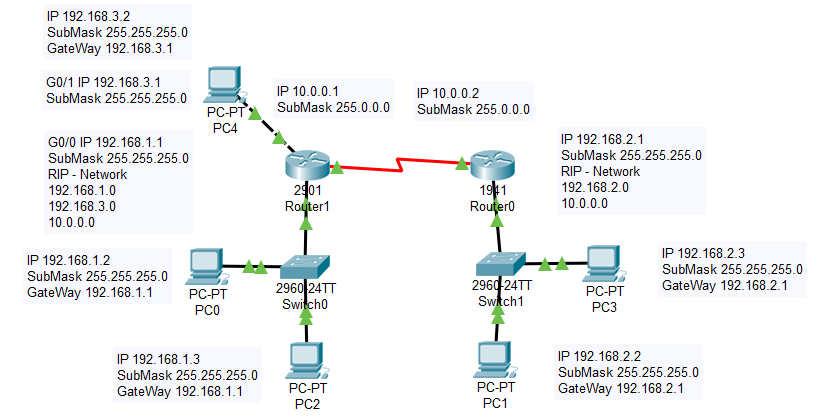 IP 192.168.3.2
SubMask 255.255.255.0
GateWay 192.168.3.1
G0/1 IP 192.168.3.1
SubMask 255.255.255.0
PC-PT
PC4
IP 10.0.0.1
SubMask 255.0.0.0
IP 10.0.0.2
SubMask 255.0.0.0
G0/0 IP 192.168.1.1
SubMask 255.255.255.0
RIP - Network
192.168.1.0
192.168.3.0
10.0.0.0
2901
Router1
1941
Router0
IP 192.168.2.1
SubMask 255.255.255.0
RIP - Network
192.168.2.0
10.0.0.0
IP 192.168.1.2
SubMask 255.255.255.0
GateWay 192.168.1.1
PC-PT
PC0
2960-24TT
Switch0
2960-24TT
Switch1
PC-PT
PC3
IP 192.168.2.3
SubMask 255.255.255.0
GateWay 192.168.2.1
IP 192.168.1.3
SubMask 255.255.255.0
GateWay 192.168.1.1
PC-PT
PC2
PC-PT
PC1
IP 192.168.2.2
SubMask 255.255.255.0
GateWay 192.168.2.1